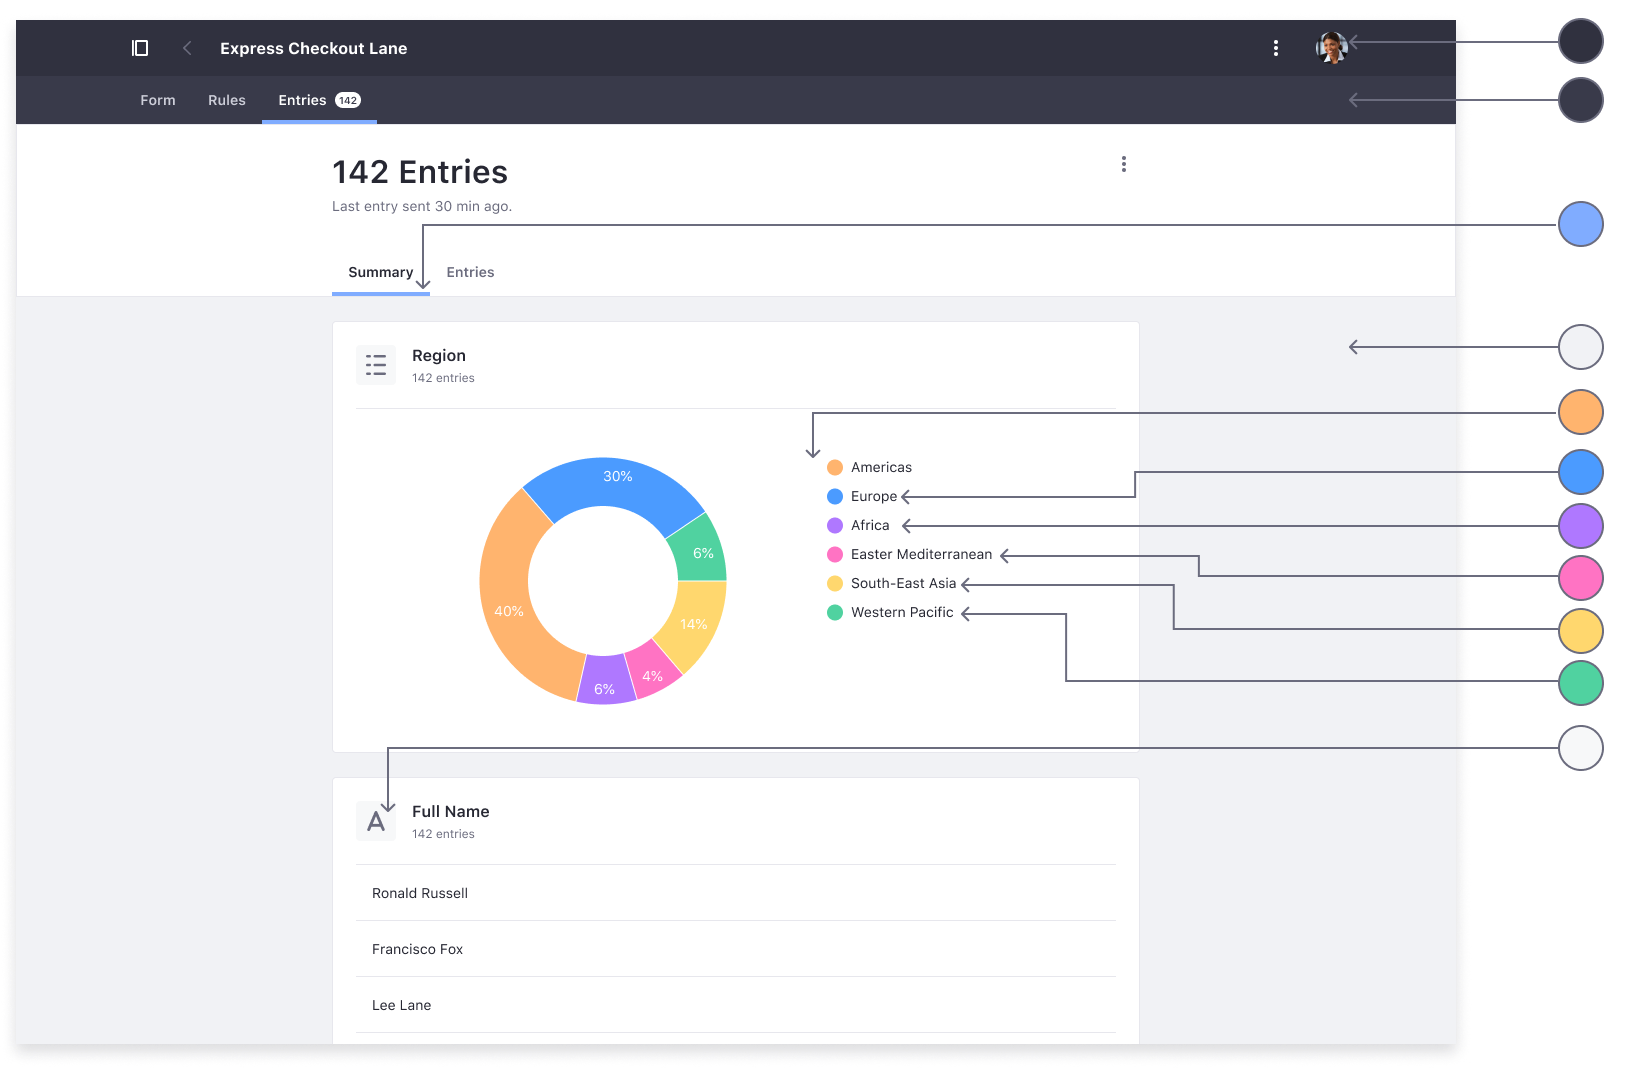 Express Checkout Lane
Form Rules Entries 142
142 Entries
Last entry sent 30 min ago.
Summary Entries
Region
142 entries
30%
6%
40%
14%
4%
6%
Americas
Europe
Africa
Easter Mediterranean
South-East Asia
Western Pacific
A
Full Name
142 entries
Ronald Russell
Francisco Fox
Lee Lane